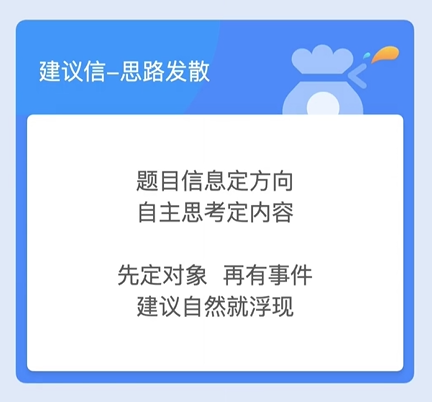 建议信–思路发散
题目信息定方向
自主思考定内容
先定对象 再有事件
建议自然就浮现